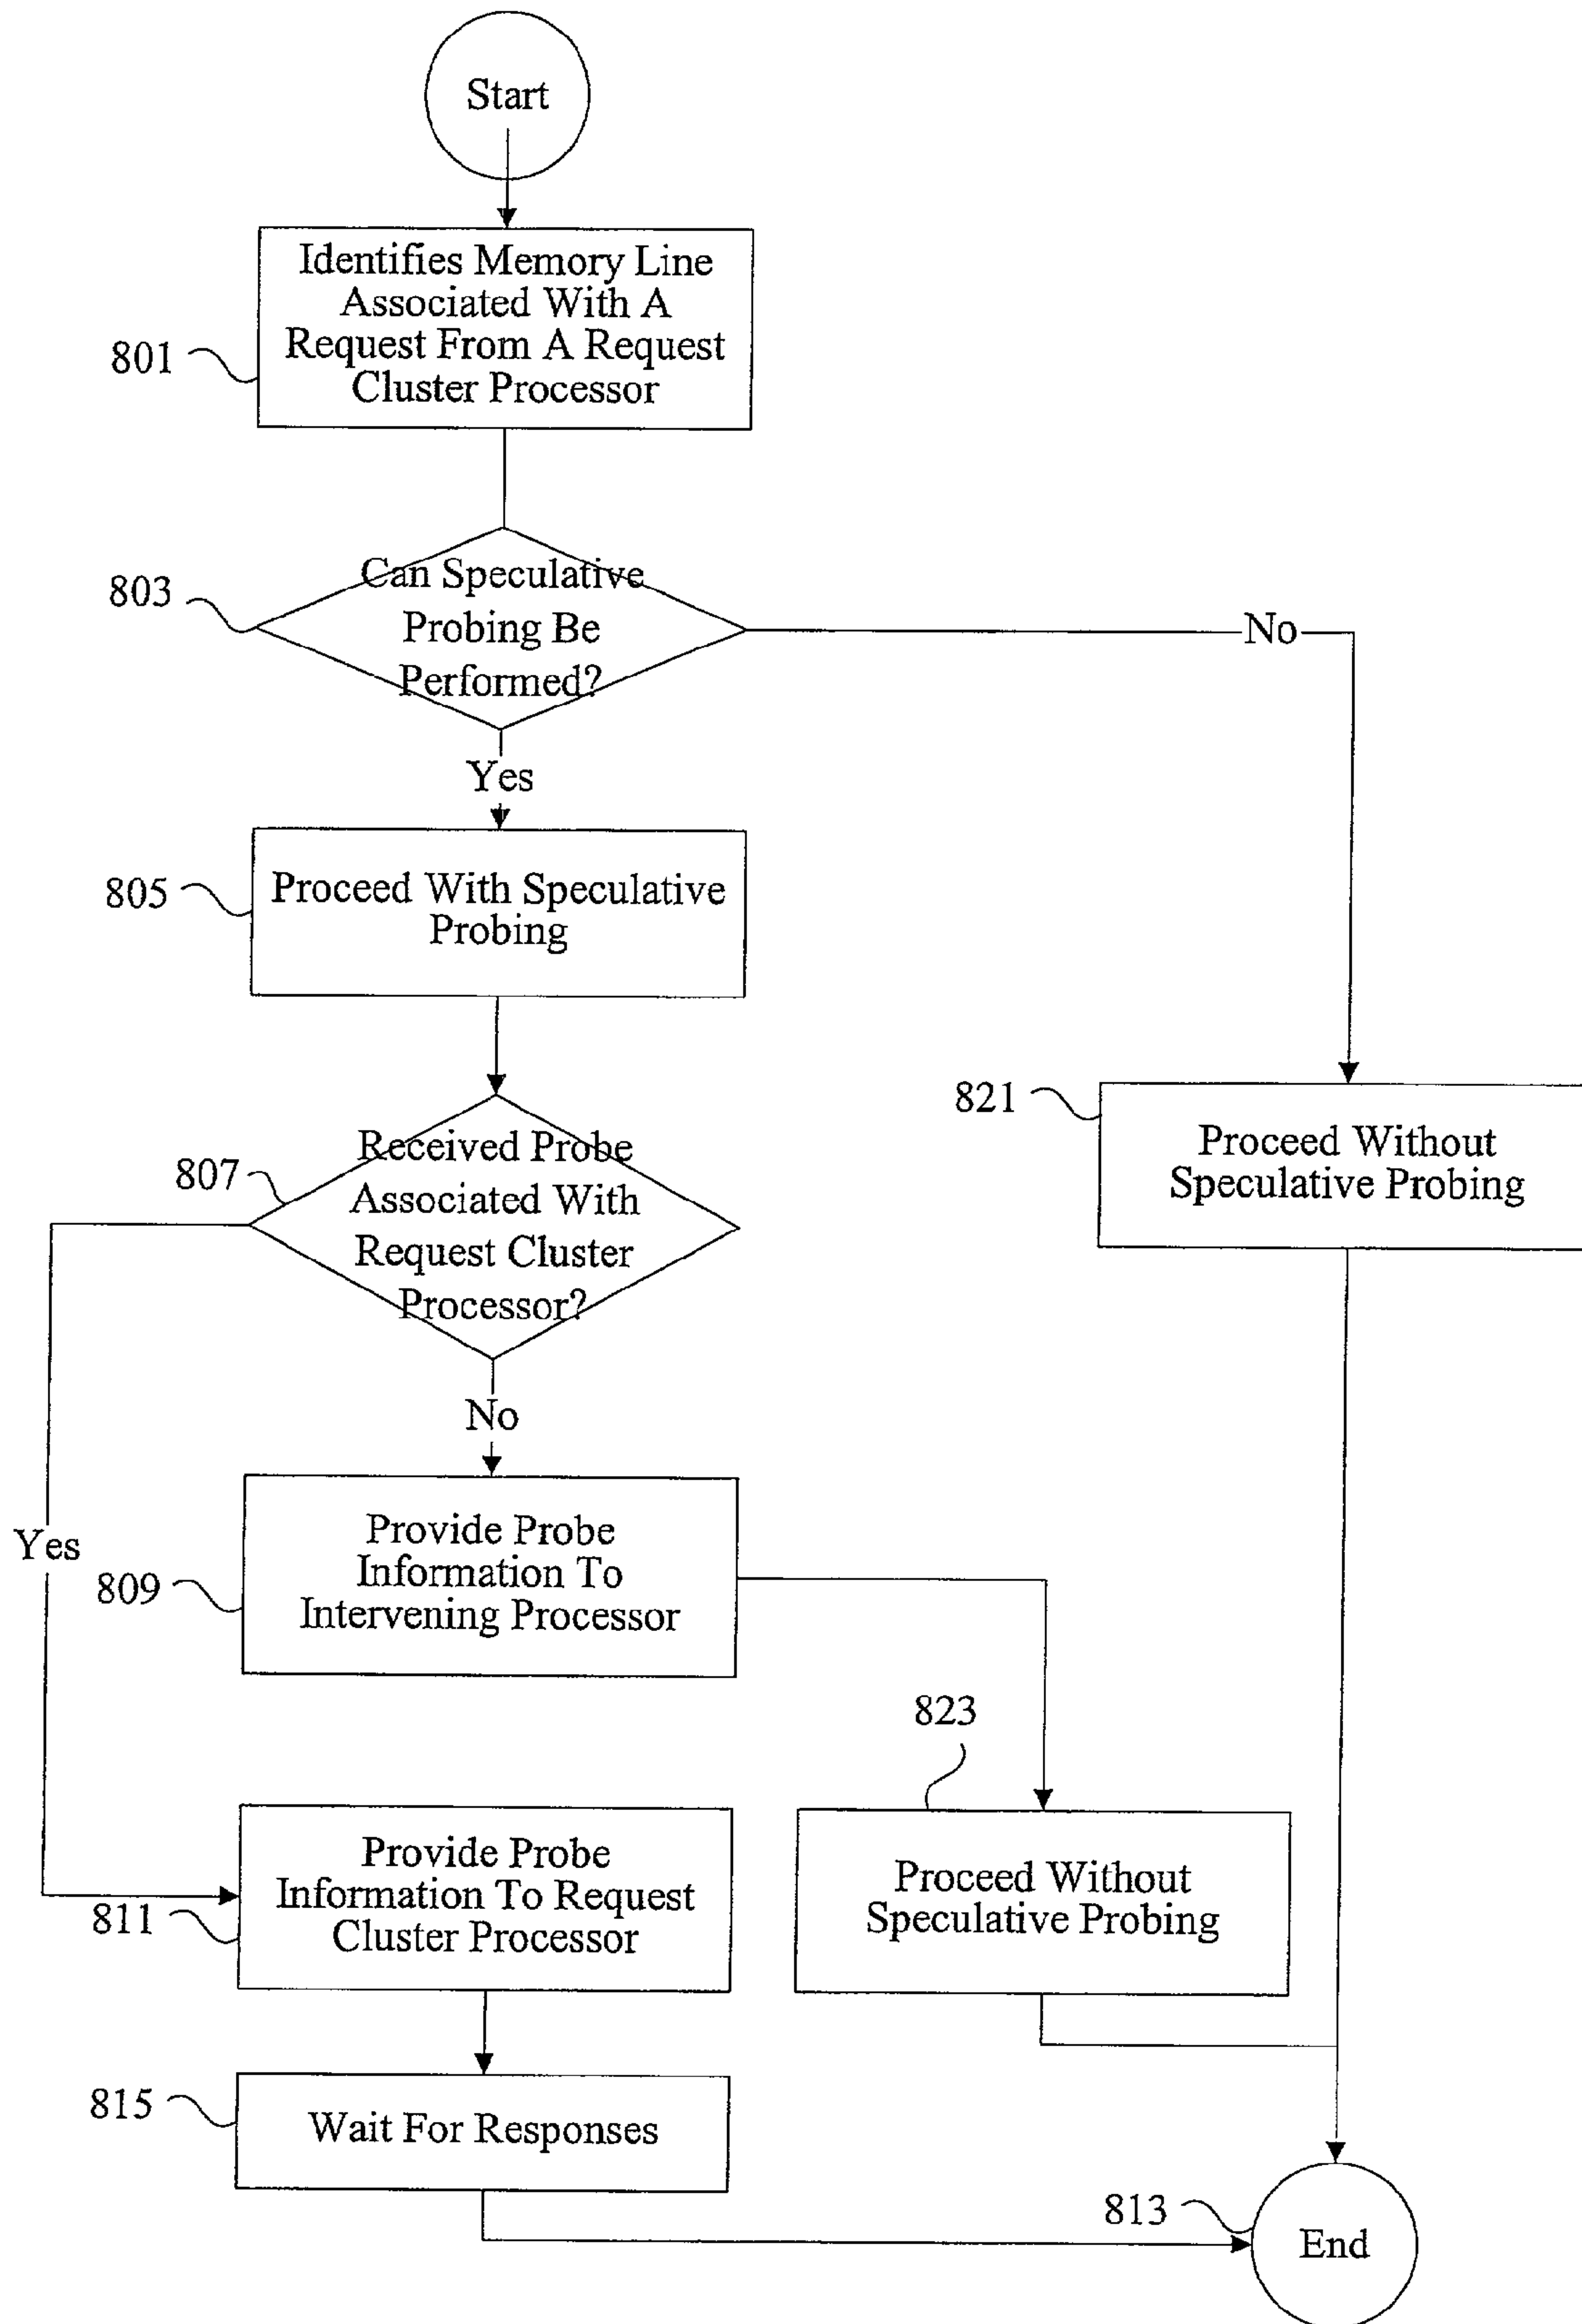 Start
Identifies Memory Line
Associated With A
Request From A Request
Cluster Processor
801
Can Speculative
Probing Be
Performed?
803
No
Yes
Proceed With Speculative
Probing
805
821
Proceed Without
Speculative Probing
Received Probe
Associated With
Request Cluster
Processor?
807
No
Yes
Provide Probe
Information To
Intervening Processor
809
823
Proceed Without
Speculative Probing
Provide Probe
Information To Request
Cluster Processor
811
815
Wait For Responses
813
End